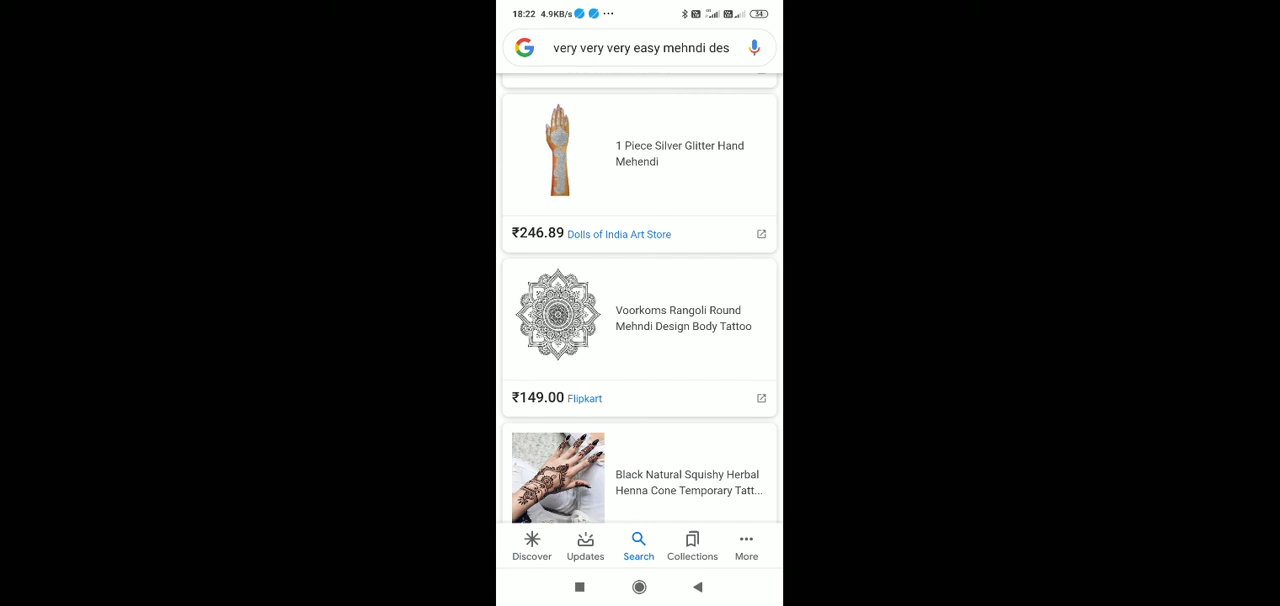 18:22 4.9KB/s
34
very very very easy mehndi des
1 Piece Silver Glitter Hand
Mehendi
₹246.89 Dolls of India Art Store
Voorkoms Rangoli Round
Mehndi Design Body Tattoo
₹149.00 Flipkart
Black Natural Squishy Herbal
Henna Cone Temporary Tatt...
Discover Updates Search Collections More